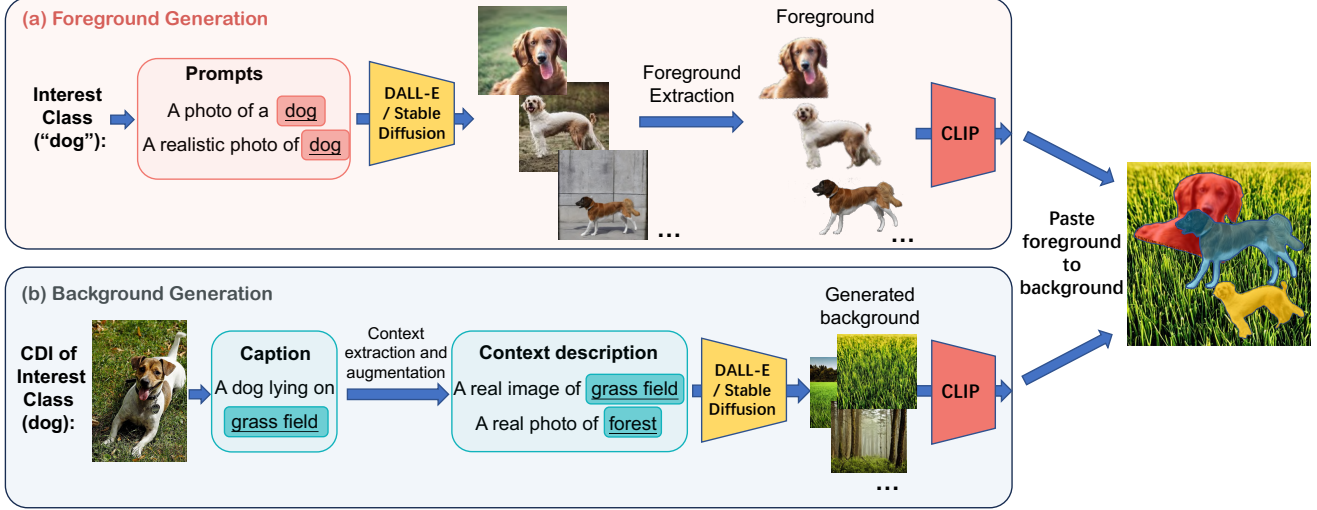 (a) Foreground Generation
Interest
Class
(“dog”):
Prompts
A photo of a dog
A realistic photo of dog
DALL-E
/ Stable
Diffusion
...
Foreground
Extraction
Foreground
...
CLIP
(b) Background Generation
CDI of
Interest
Class
(dog):
Caption
A dog lying on
grass field
Context
extraction and
augmentation
Context description
A real image of grass field
A real photo of forest
DALL-E
/ Stable
Diffusion
Generated
background
...
CLIP
Paste
foreground
to
background